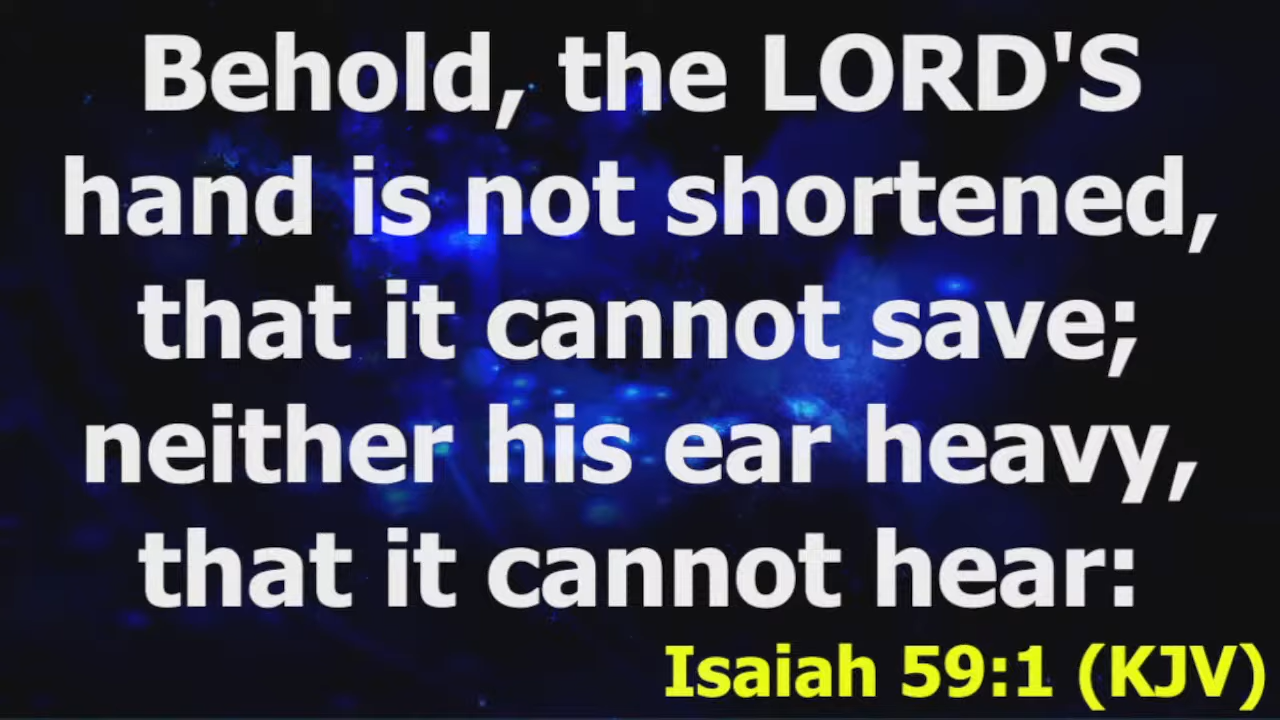 Behold, the LORD'S
hand is not shortened,
that it cannot save;
neither his ear heavy,
that it cannot hear:
Isaiah 59:1 (KJV)